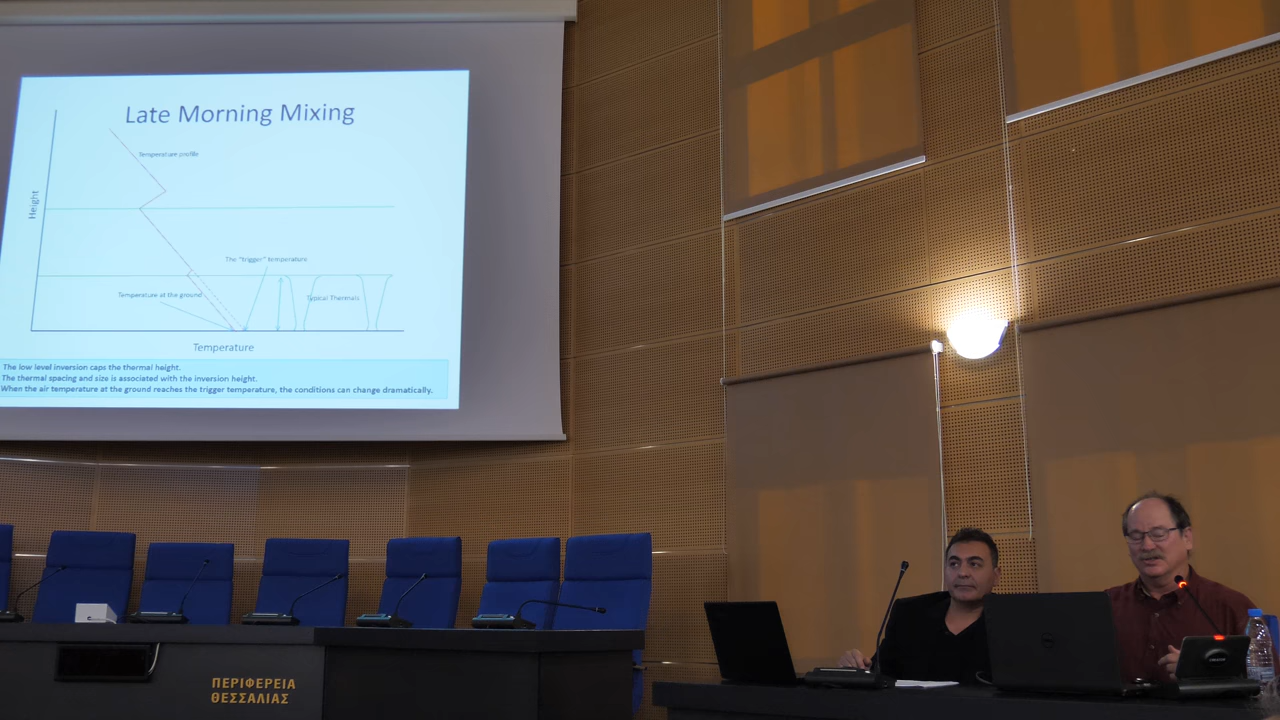 Late Morning Mixing
Temperature profile
Height
The "trigger" temperature
Temperature at the ground
Typical Thermals
Temperature
The low level inversion caps the thermal height.
The thermal spacing and size is associated with the inversion height.
When the air temperature at the ground reaches the trigger temperature, the conditions can change dramatically.
ΠΕΡΙΦΕΡΕΙΑ
ΘΕΣΣΑΛΙΑΣ